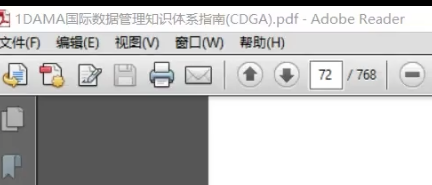 1DAMA国际数据管理知识体系指南(CDGA).pdf - Adobe Reader
文件(F) 编辑(E) 视图(V) 窗口(W) 帮助(H)
72 / 768